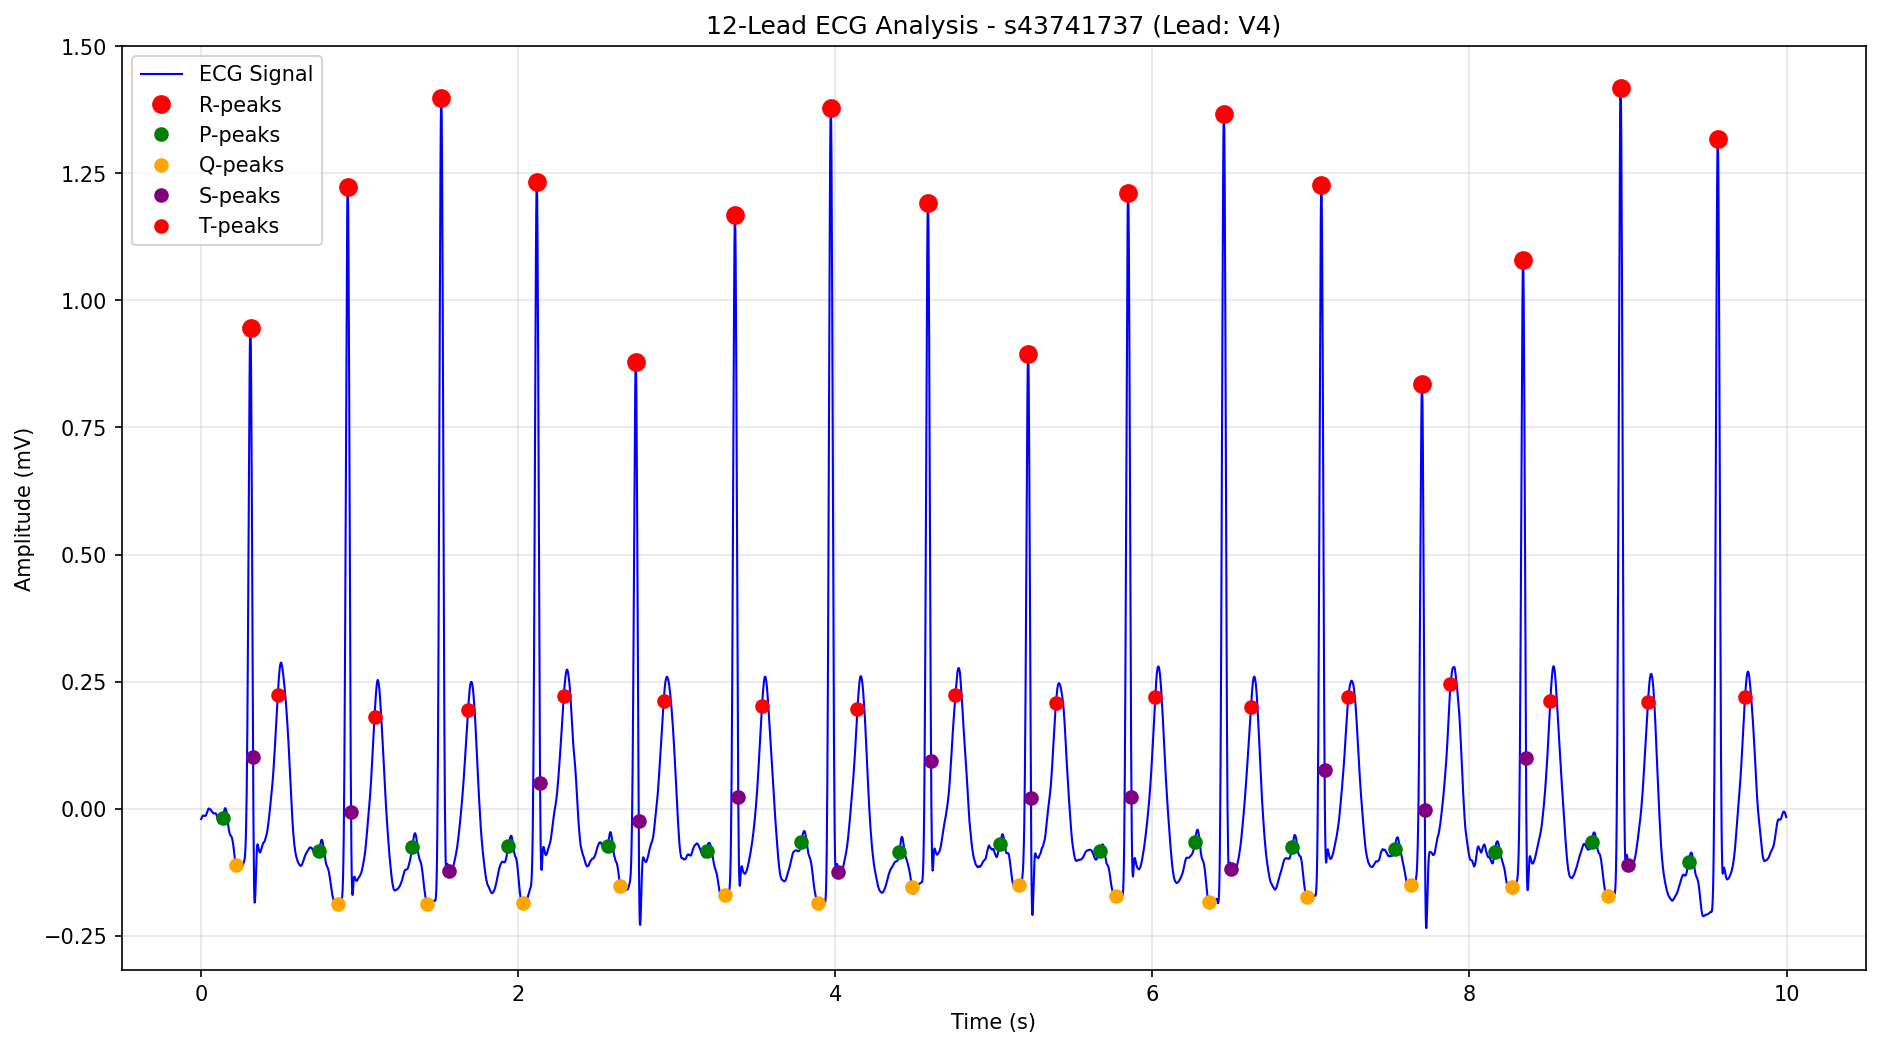 12-Lead ECG Analysis - s43741737 (Lead: V4)
ECG Signal
R-peaks
P-peaks
Q-peaks
S-peaks
T-peaks
1.50
1.25
1.00
0.75
0.50
0.25
0.00
−0.25
Amplitude (mV)
0 2 4 6 8 10
Time (s)